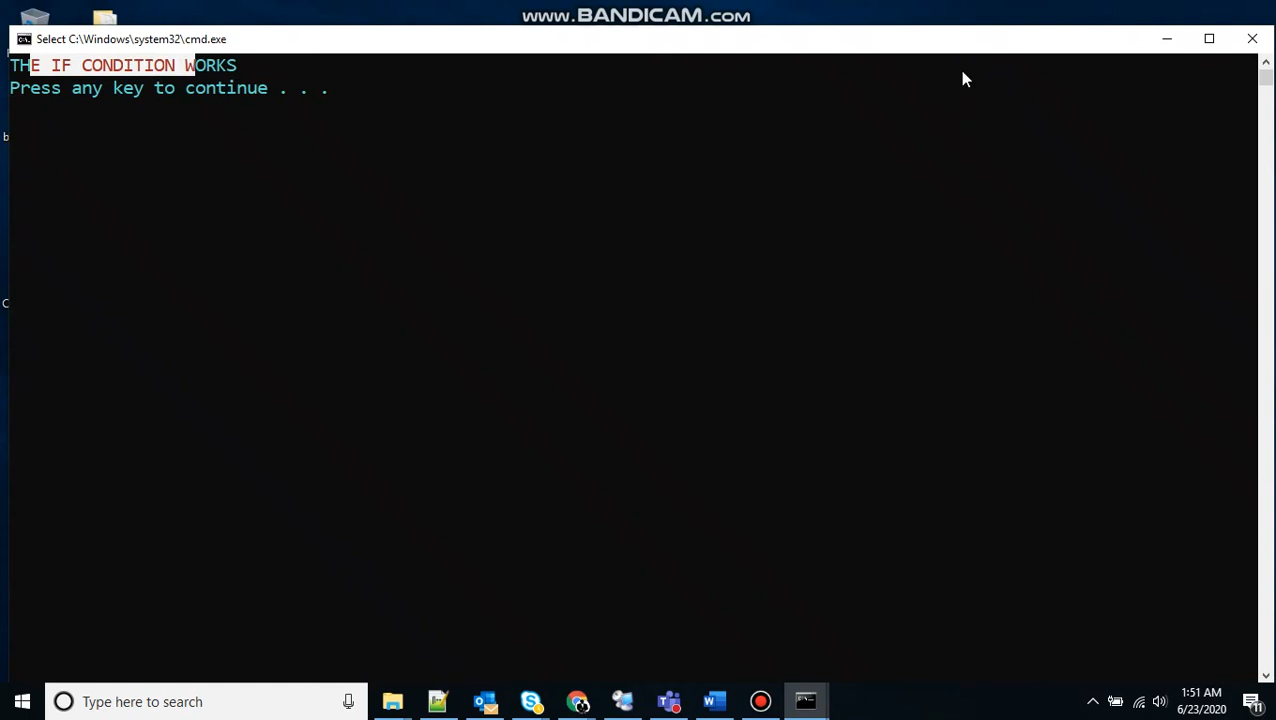 www.BANDICAM.com
Select C:\Windows\system32\cmd.exe
THE IF CONDITION WORKS
Press any key to continue . . .
b
C
Type here to search
1:51 AM
6/23/2020
11